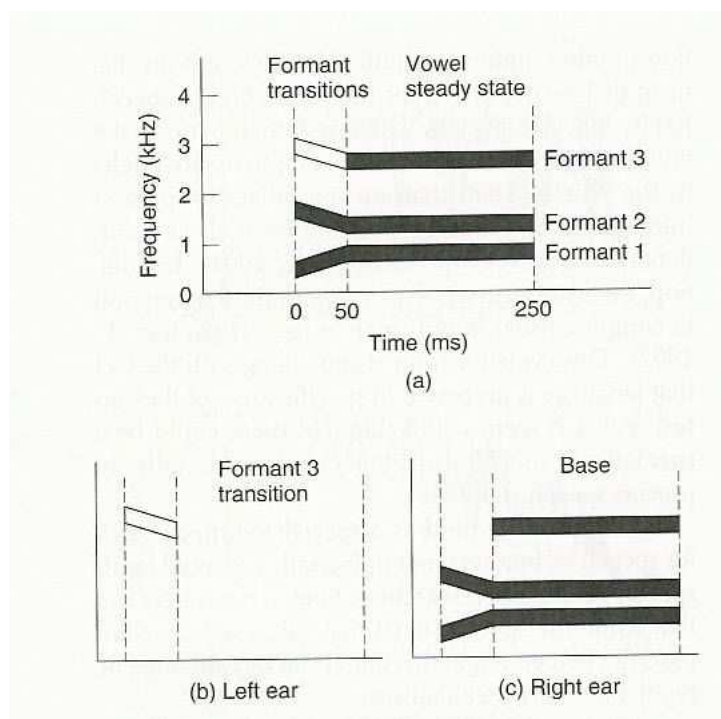 Formant
transitions
Vowel
steady state
4
3
2
1
0
Frequency (kHz)
Formant 3
Formant 2
Formant 1
0 50 250
Time (ms)
(a)
Formant 3
transition
Base
(b) Left ear
(c) Right ear